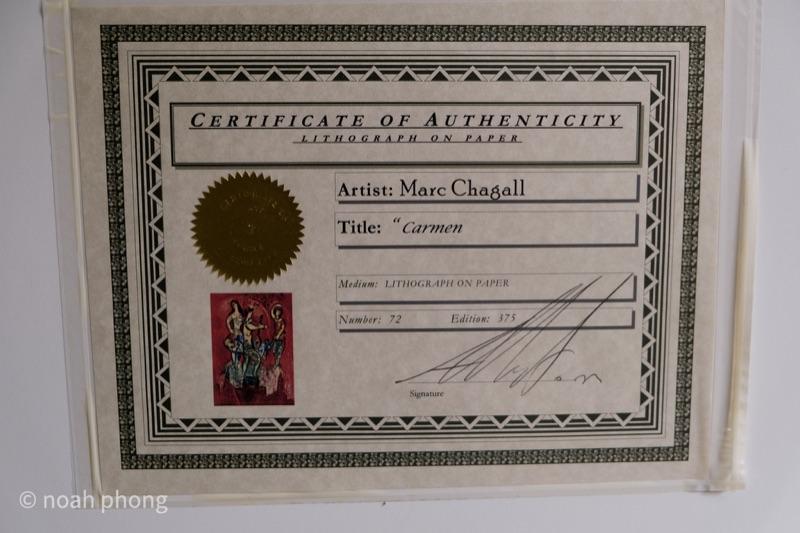 CERTIFICATE OF AUTHENTICITY
LITHOGRAPH ON PAPER
Artist: Marc Chagall
Title: "Carmen
Medium: LITHOGRAPH ON PAPER
Number: 72 Edition: 375
Signature
© noah phong